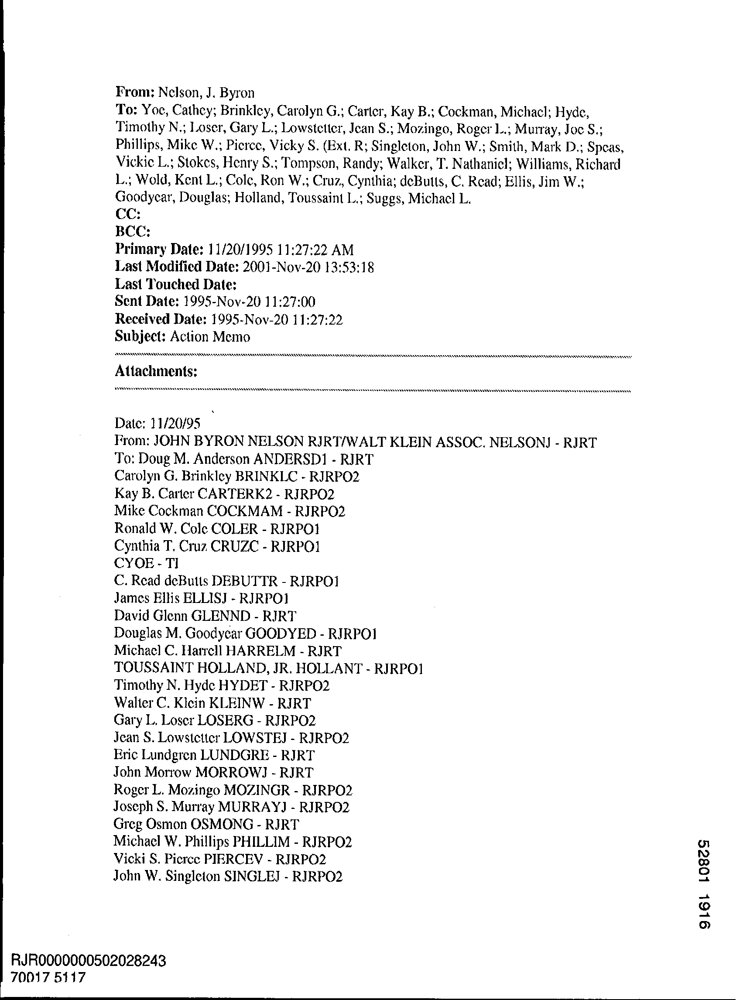 From: Nelson, J. Byron
To: Yoe, Cathey; Brinkley, Carolyn G.; Carter, Kay B.; Cockman, Michael; Hyde,
Timothy N.; Loser, Gary L.; Lowstetter, Jean S.; Mozingo, Roger L.; Murray, Joe S.;
Phillips, Mike W.; Pierce, Vicky S. (Ext. R; Singleton, John W.; Smith, Mark D.; Speas,
Vickie L.; Stokes, Henry S.; Tompson, Randy; Walker, T. Nathaniel; Williams, Richard
L.; Wold, Kent L.; Cole, Ron W.; Cruz, Cynthia; deButts, C. Read; Ellis, Jim W.;
Goodyear, Douglas; Holland, Toussaint L.; Suggs, Michael L.
CC:
BCC:
Primary Date: 11/20/1995 11:27:22 AM
Last Modified Date: 2001-Nov-20 13:53:18
Last Touched Date:
Sent Date: 1995-Nov-20 11:27:00
Received Date: 1995-Nov-20 11:27:22
Subject: Action Memo
Attachments:
Date: 11/20/95
From: JOHN BYRON NELSON RJRT/WALT KLEIN ASSOC. NELSONJ - RJRT
To: Doug M. Anderson ANDERSD1 - RJRT
Carolyn G. Brinkley BRINKLC - RJRPO2
Kay B. Carter CARTERK2 - RJRPO2
Mike Cockman COCKMAM - RJRPO2
Ronald W. Cole COLER - RJRPO1
Cynthia T. Cruz CRUZC - RJRPO1
CYOE - TI
C. Read deButts DEBUTTR - RJRPO1
James Ellis ELLISJ - RJRPO1
David Glenn GLENND - RJRT
Douglas M. Goodyear GOODYED - RJRPO1
Michael C. Harrell HARRELM - RJRT
TOUSSAINT HOLLAND, JR. HOLLANT - RJRPO1
Timothy N. Hyde HYDET - RJRPO2
Walter C. Klein KLEINW - RJRT
Gary L. Loser LOSERG - RJRPO2
Jean S. Lowstetter LOWSTEJ - RJRPO2
Eric Lundgren LUNDGRE - RJRT
John Morrow MORROWJ - RJRT
Roger L. Mozingo MOZINGR - RJRPO2
Joseph S. Murray MURRAYJ - RJRPO2
Greg Osmon OSMONG - RJRT
Michael W. Phillips PHILLIM - RJRPO2
Vicki S. Pierce PIERCEV - RJRPO2
John W. Singleton SINGLEJ - RJRPO2
52801 1916
RJR0000000502028243
70017 5117